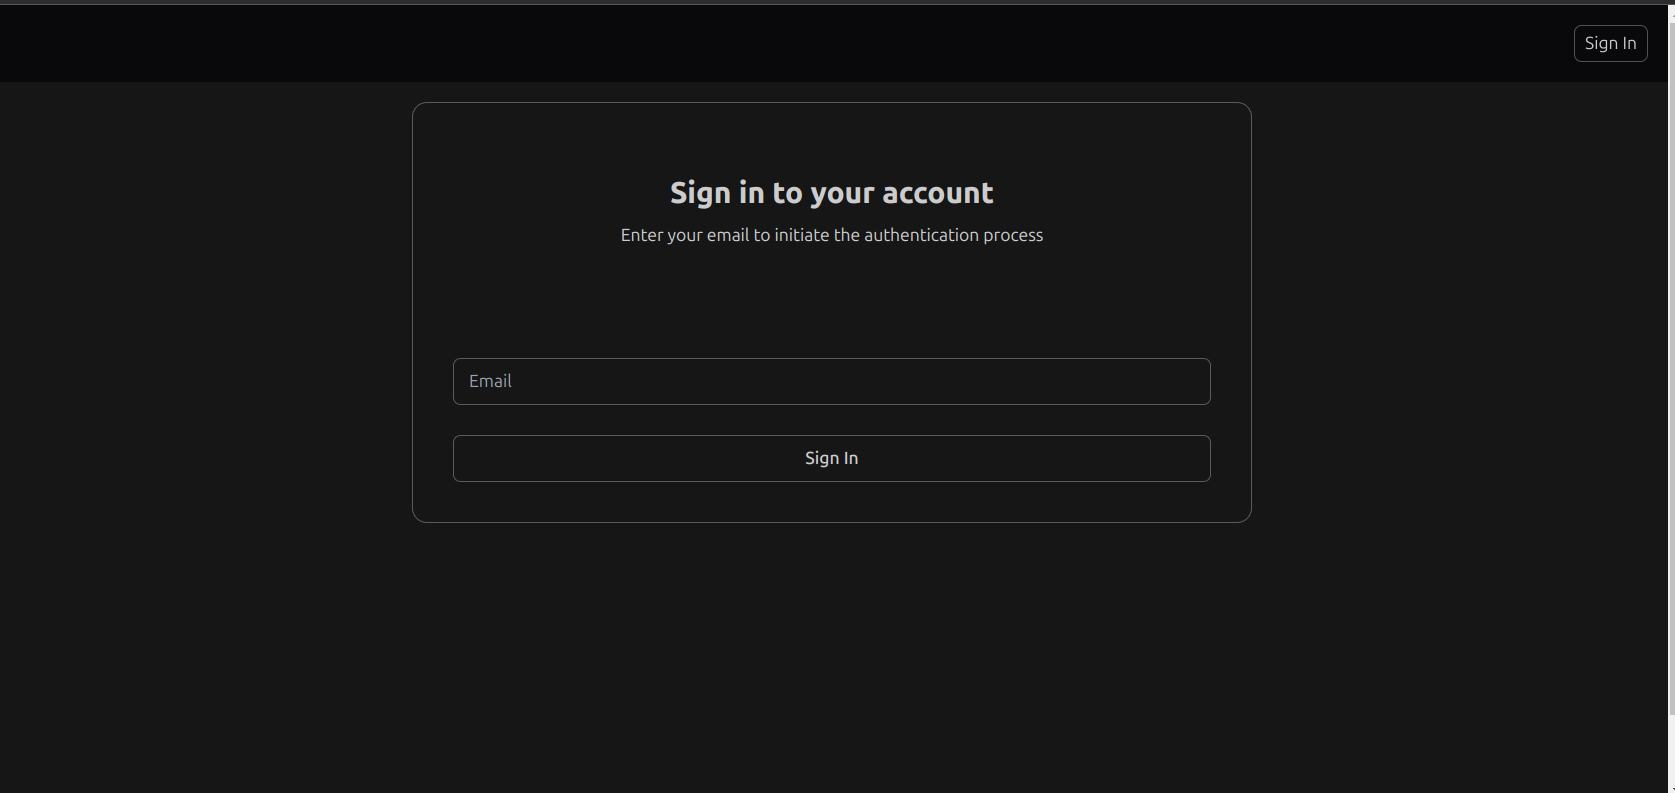 Sign In
Sign in to your account
Enter your email to initiate the authentication process
Email
Sign In